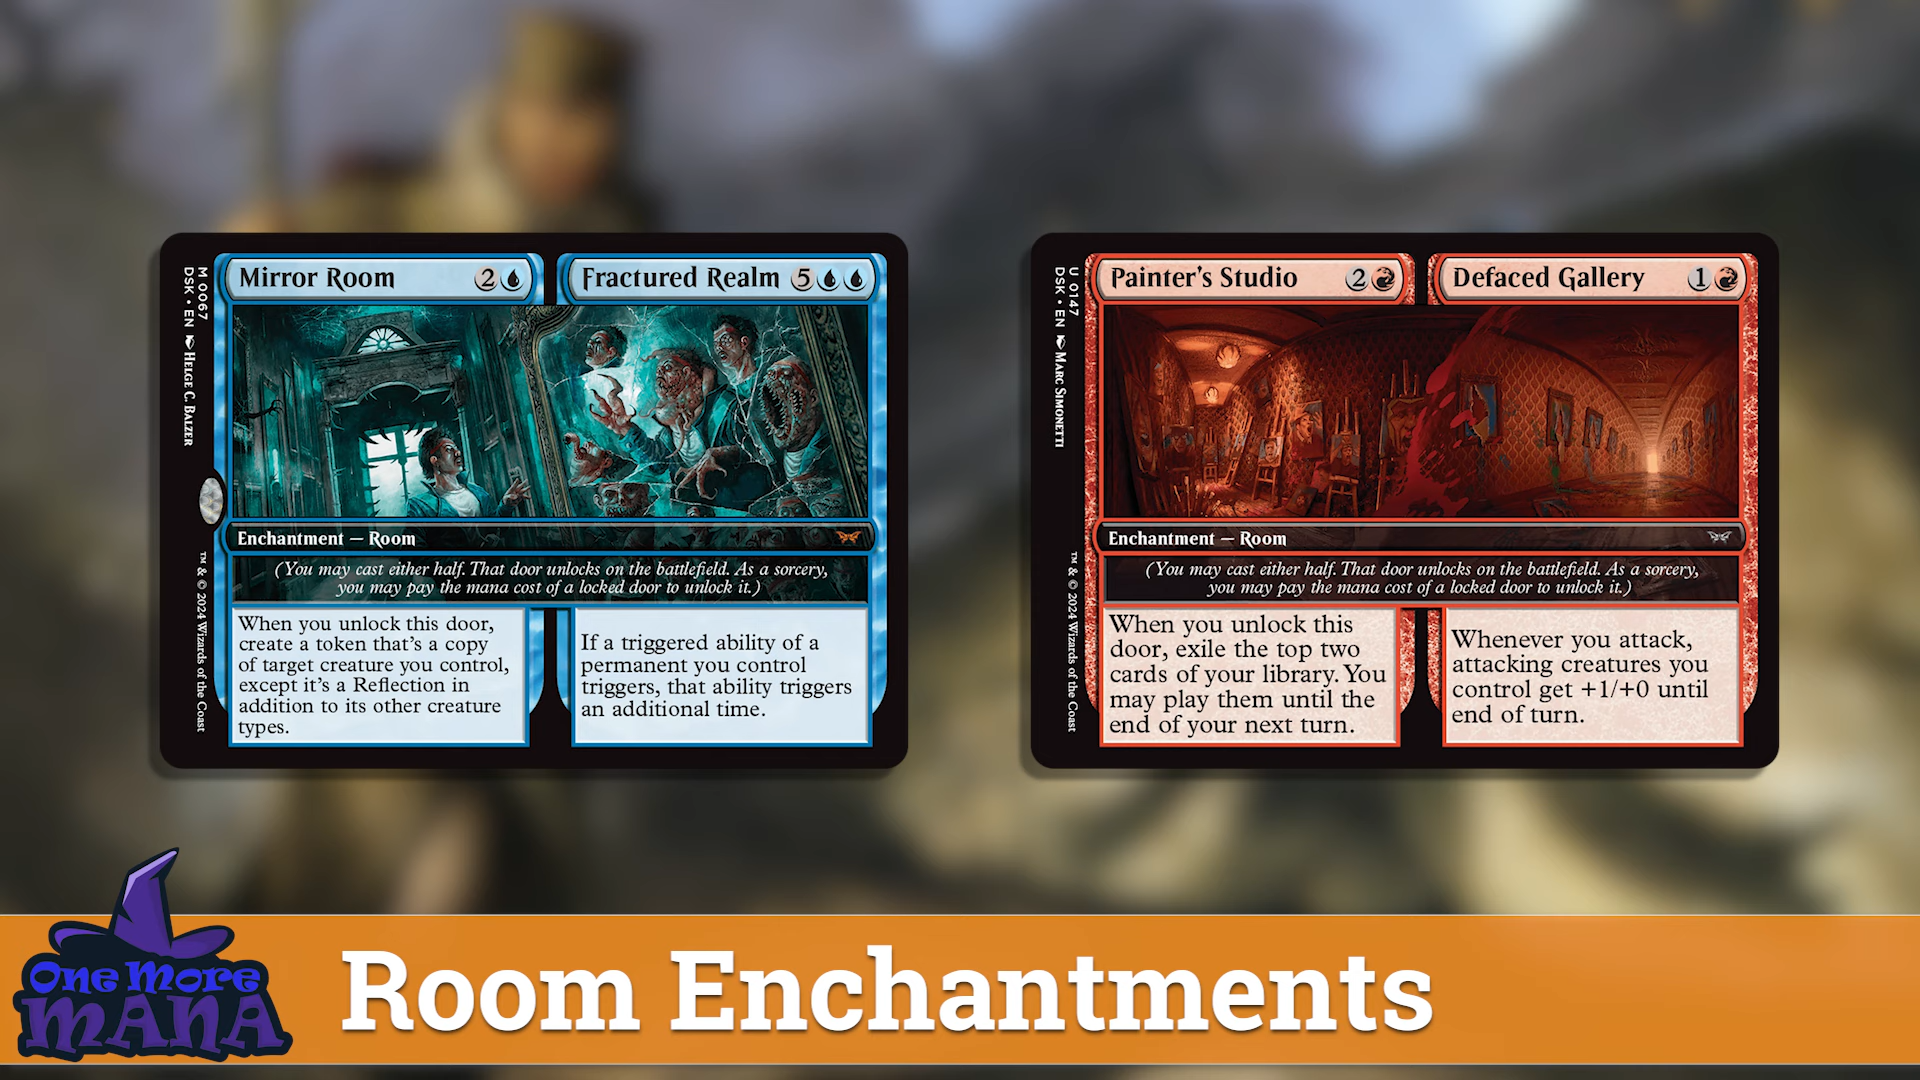 Mirror Room 2
Fractured Realm 5
M 0067
DSK • EN HELGE C. BALZER
Enchantment — Room
(You may cast either half. That door unlocks on the battlefield. As a sorcery,
you may pay the mana cost of a locked door to unlock it.)
When you unlock this door,
create a token that's a copy
of target creature you control,
except it's a Reflection in
addition to its other creature
types.
If a triggered ability of a
permanent you control
triggers, that ability triggers
an additional time.
™ & © 2024 Wizards of the Coast
Painter's Studio 2
Defaced Gallery 1
U 0147
DSK • EN MARC SIMONETTI
Enchantment — Room
(You may cast either half. That door unlocks on the battlefield. As a sorcery,
you may pay the mana cost of a locked door to unlock it.)
When you unlock this
door, exile the top two
cards of your library. You
may play them until the
end of your next turn.
Whenever you attack,
attacking creatures you
control get +1/+0 until
end of turn.
™ & © 2024 Wizards of the Coast
One More
MANA
Room Enchantments